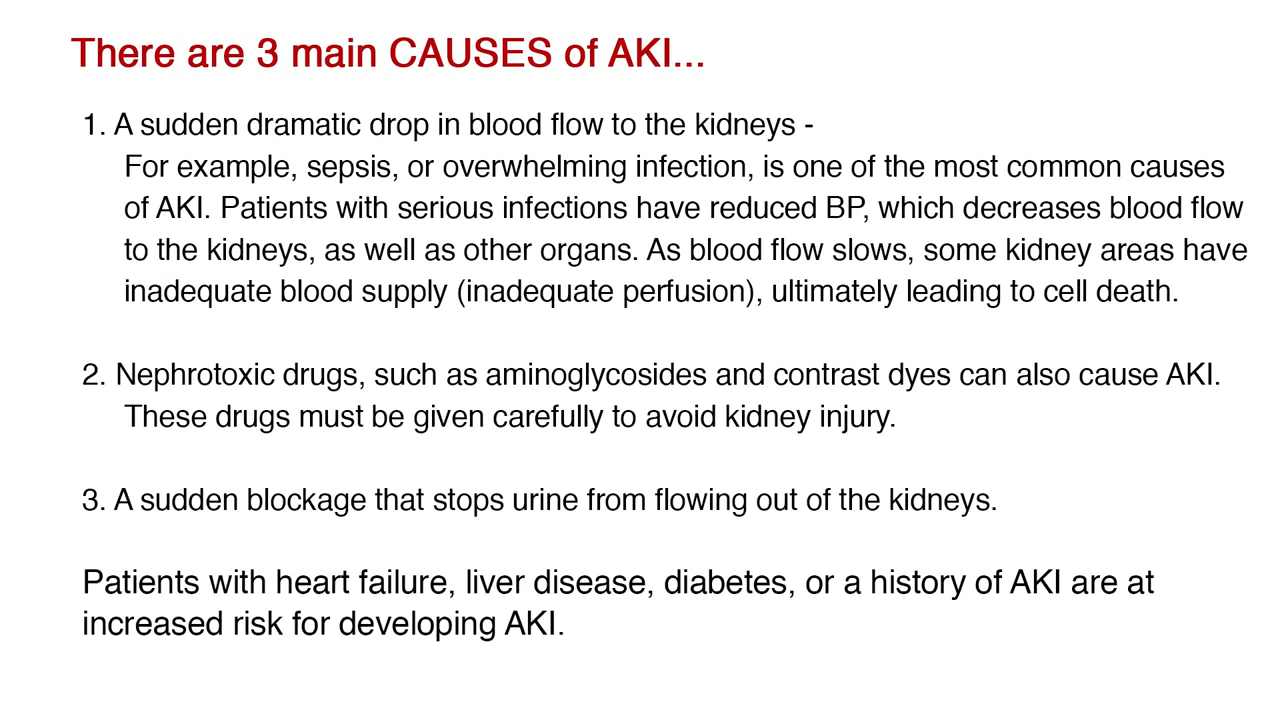 There are 3 main CAUSES of AKI...
1. A sudden dramatic drop in blood flow to the kidneys -
For example, sepsis, or overwhelming infection, is one of the most common causes
of AKI. Patients with serious infections have reduced BP, which decreases blood flow
to the kidneys, as well as other organs. As blood flow slows, some kidney areas have
inadequate blood supply (inadequate perfusion), ultimately leading to cell death.
2. Nephrotoxic drugs, such as aminoglycosides and contrast dyes can also cause AKI.
These drugs must be given carefully to avoid kidney injury.
3. A sudden blockage that stops urine from flowing out of the kidneys.
Patients with heart failure, liver disease, diabetes, or a history of AKI are at
increased risk for developing AKI.